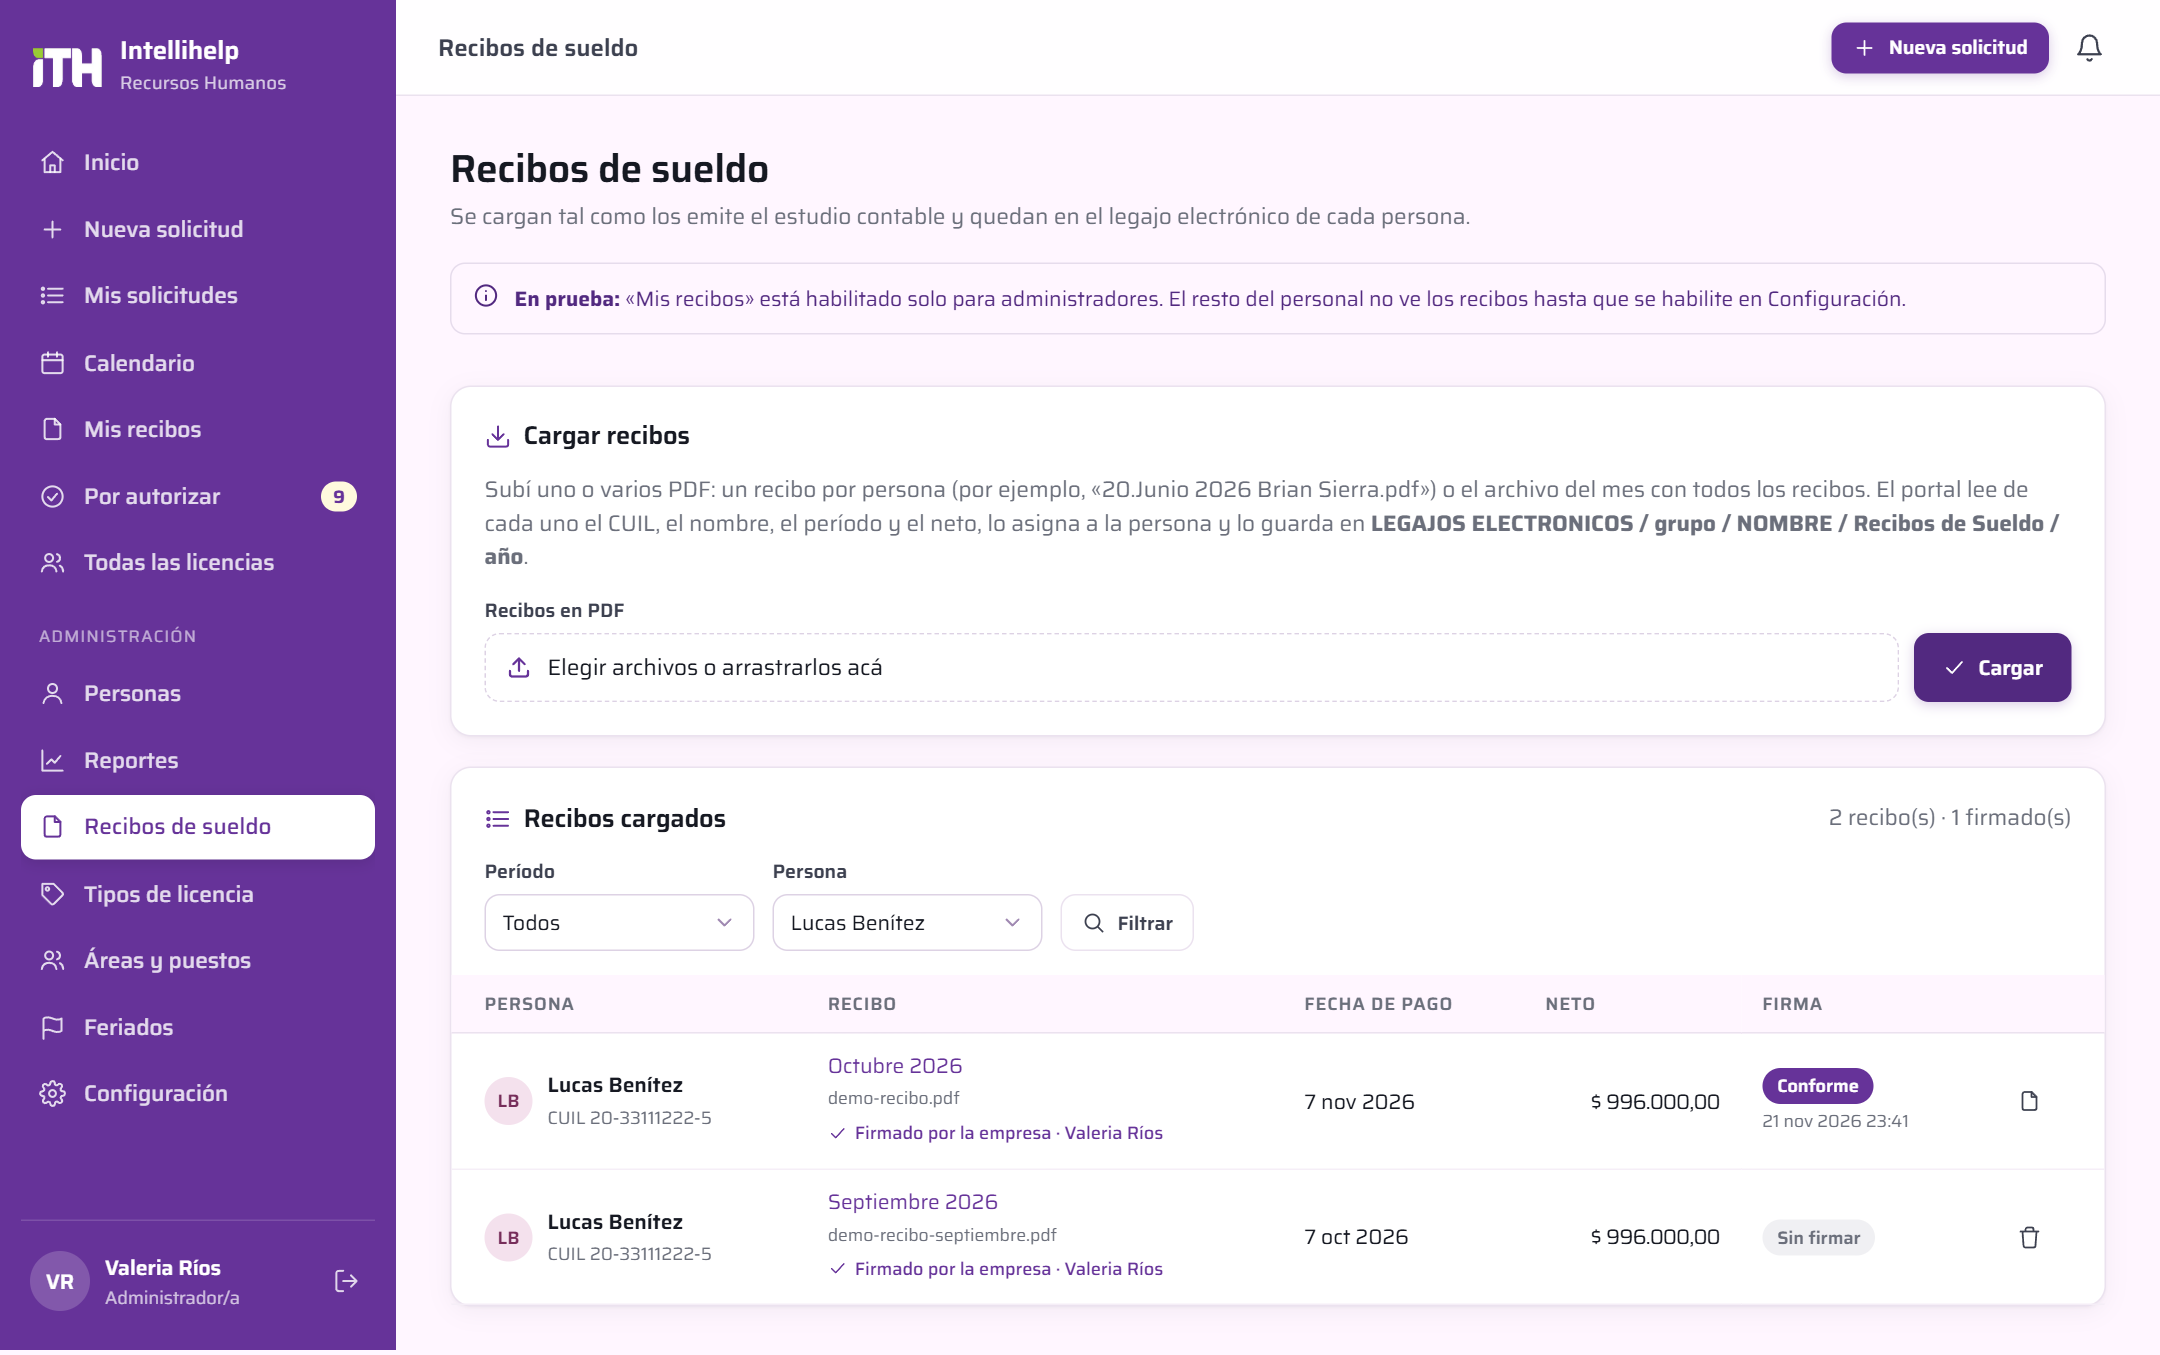 iTH
Intellihelp
Recursos Humanos
Inicio
Nueva solicitud
Mis solicitudes
Calendario
Mis recibos
Por autorizar 9
Todas las licencias
ADMINISTRACIÓN
Personas
Reportes
Recibos de sueldo
Tipos de licencia
Áreas y puestos
Feriados
Configuración
VR
Valeria Ríos
Administrador/a
Recibos de sueldo
Nueva solicitud
Recibos de sueldo
Se cargan tal como los emite el estudio contable y quedan en el legajo electrónico de cada persona.
En prueba: «Mis recibos» está habilitado solo para administradores. El resto del personal no ve los recibos hasta que se habilite en Configuración.
Cargar recibos
Subí uno o varios PDF: un recibo por persona (por ejemplo, «20.Junio 2026 Brian Sierra.pdf») o el archivo del mes con todos los recibos. El portal lee de
cada uno el CUIL, el nombre, el período y el neto, lo asigna a la persona y lo guarda en LEGAJOS ELECTRONICOS / grupo / NOMBRE / Recibos de Sueldo /
año.
Recibos en PDF
Elegir archivos o arrastrarlos acá
Cargar
Recibos cargados
2 recibo(s) · 1 firmado(s)
Período
Persona
Todos
Lucas Benítez
Filtrar
PERSONA RECIBO FECHA DE PAGO NETO FIRMA
LB
Lucas Benítez
CUIL 20-33111222-5
Octubre 2026
demo-recibo.pdf
Firmado por la empresa · Valeria Ríos
7 nov 2026
$ 996.000,00
Conforme
21 nov 2026 23:41
LB
Lucas Benítez
CUIL 20-33111222-5
Septiembre 2026
demo-recibo-septiembre.pdf
Firmado por la empresa · Valeria Ríos
7 oct 2026
$ 996.000,00
Sin firmar